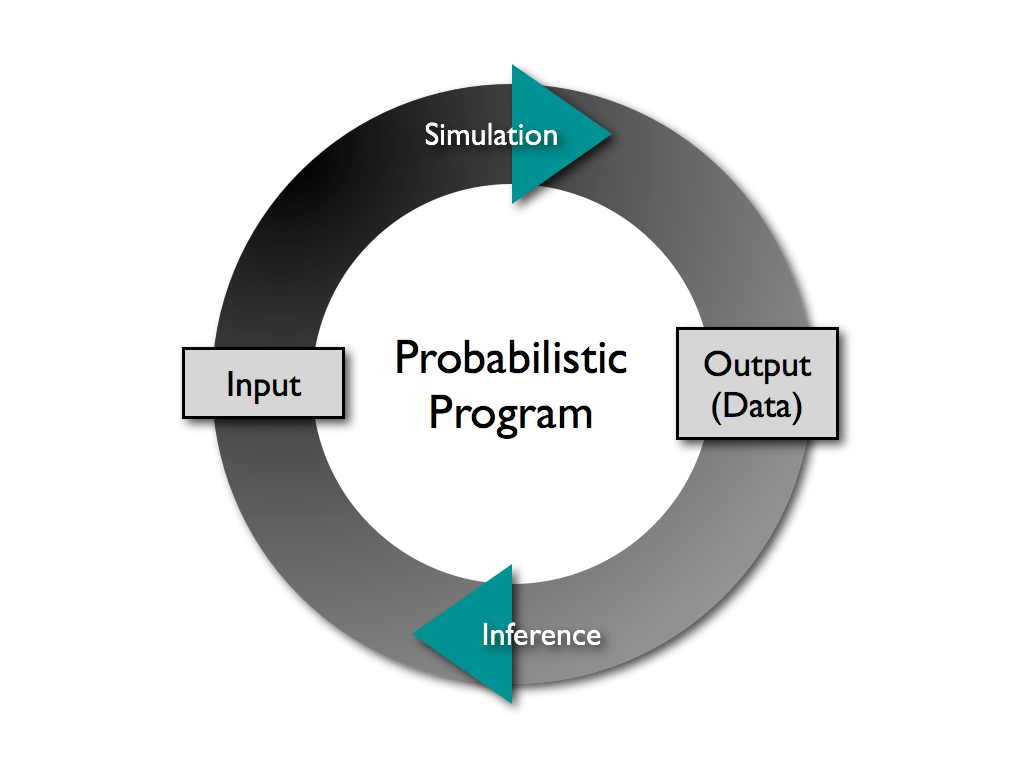 Simulation
Probabilistic
Program
Input
Output
(Data)
Inference